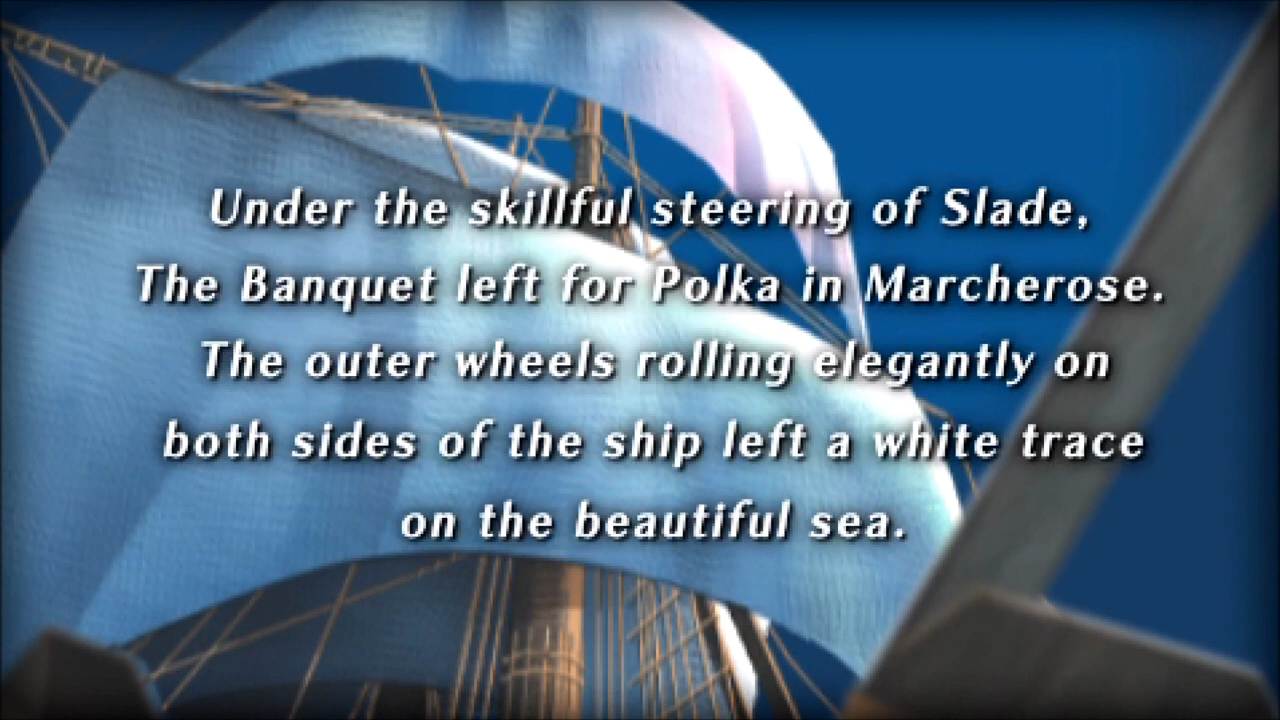 Under the skillful steering of Slade,
The Banquet left for Polka in Marcherose.
The outer wheels rolling elegantly on
both sides of the ship left a white trace
on the beautiful sea.